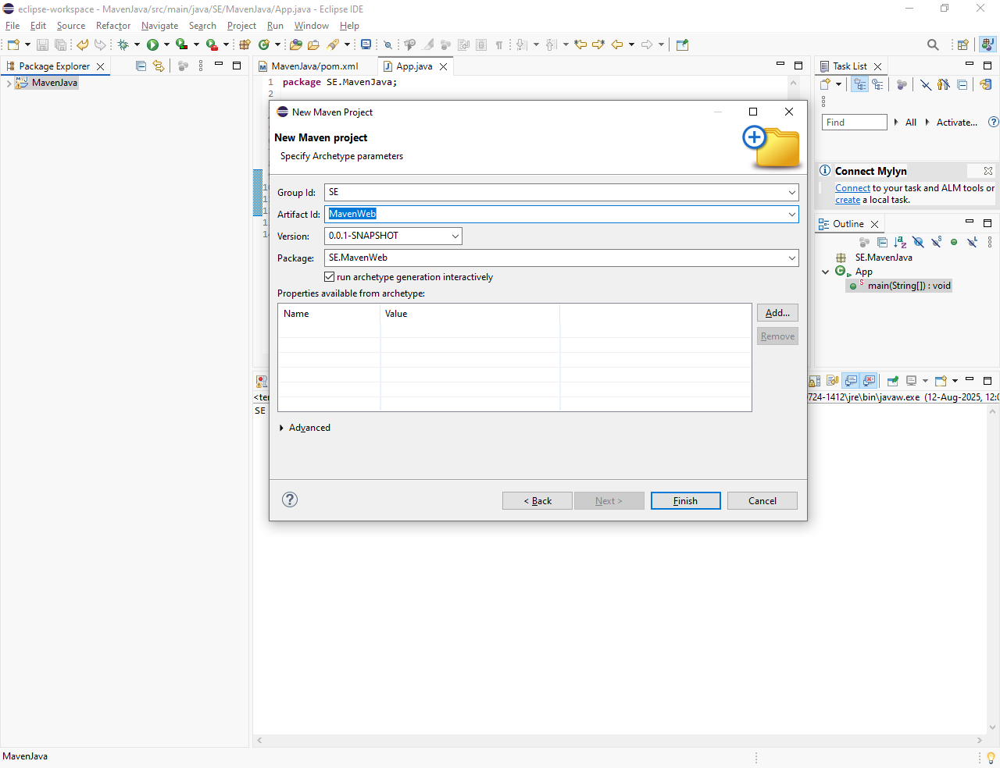 eclipse-workspace - MavenJava/src/main/java/SE/MavenJava/App.java - Eclipse IDE
File Edit Source Refactor Navigate Search Project Run Window Help
Package Explorer
MavenJava
MavenJava/pom.xml
App.java
1 package SE.MavenJava;
2
New Maven Project
New Maven project
Specify Archetype parameters
Group Id: SE
Artifact Id: MavenWeb
Version: 0.0.1-SNAPSHOT
Package: SE.MavenWeb
run archetype generation interactively
Properties available from archetype:
Name Value
Add...
Remove
Advanced
< Back Next > Finish Cancel
Task List
Find All Activate...
Connect Mylyn
Connect to your task and ALM tools or
create a local task.
Outline
SE.MavenJava
App
main(String[]) : void
<ter
0724-1412\jre\bin\javaw.exe (12-Aug-2025, 12:0
SE
MavenJava